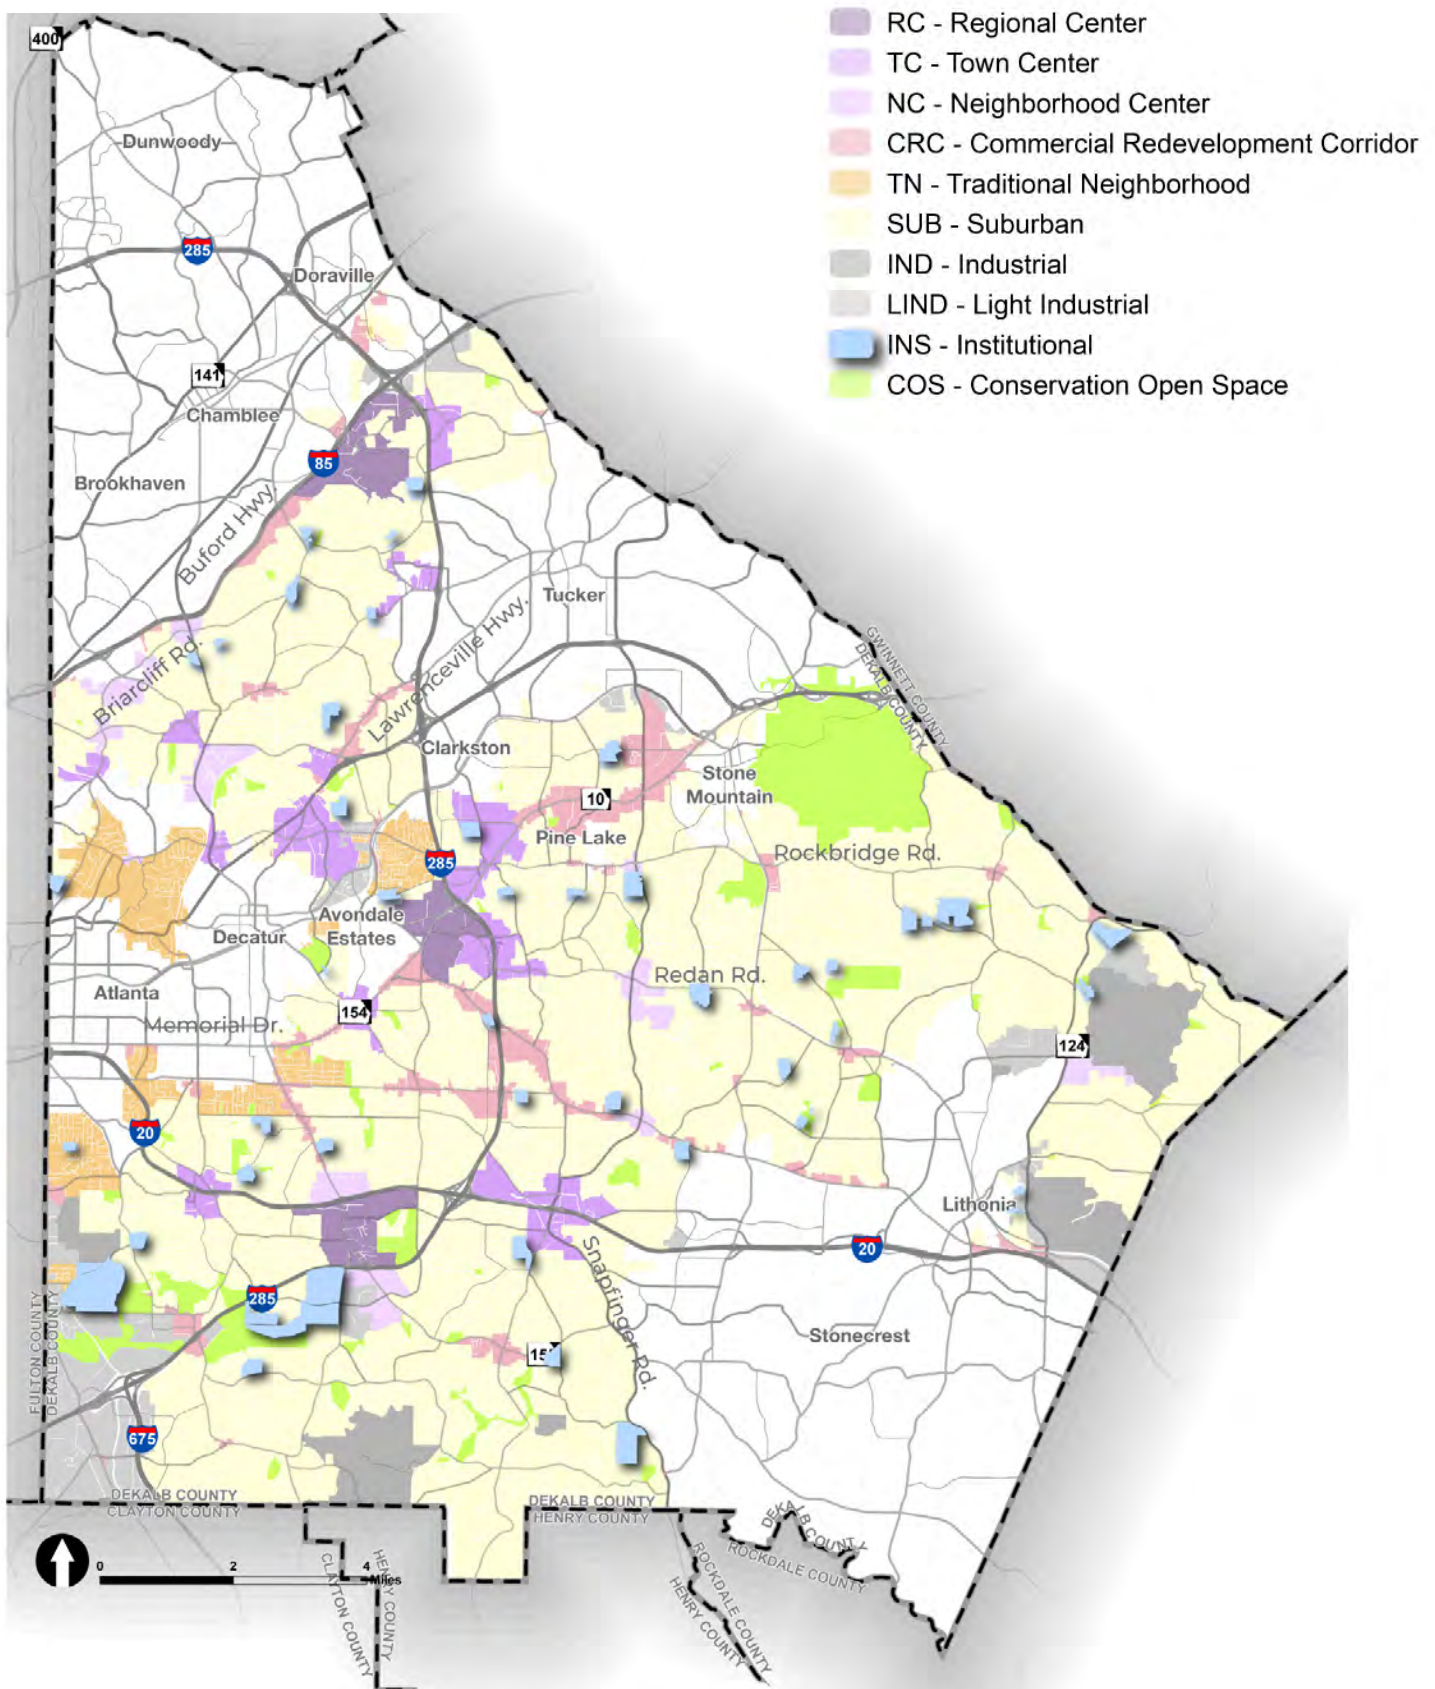 RC - Regional Center
TC - Town Center
NC - Neighborhood Center
CRC - Commercial Redevelopment Corridor
TN - Traditional Neighborhood
SUB - Suburban
IND - Industrial
LIND - Light Industrial
INS - Institutional
COS - Conservation Open Space
400
Dunwoody
285
Doraville
141
Chamblee
85
Brookhaven
Buford Hwy.
Tucker
Lawrenceville Hwy.
GWINNETT COUNTY
DEKALB COUNTY
Briarcliff Rd.
Clarkston
Stone
Mountain
10
Pine Lake
Rockbridge Rd.
285
Avondale
Estates
Decatur
Redan Rd.
Atlanta
154
Memorial Dr.
124
20
Lithonia
20
Snapfinger Rd.
285
Stonecrest
15
FULTON COUNTY
DEKALB COUNTY
675
DEKALB COUNTY
CLAYTON COUNTY
DEKALB COUNTY
HENRY COUNTY
DEKALB COUNTY
ROCKDALE COUNTY
0 2 4
Miles
CLAYTON COUNTY
HENRY COUNTY
ROCKDALE COUNTY
HENRY COUNTY